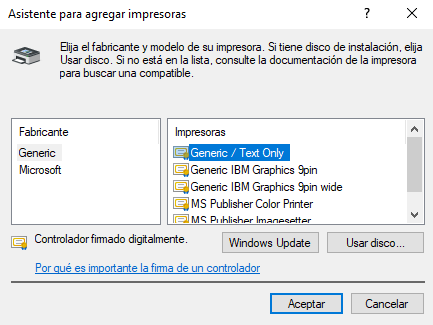 Asistente para agregar impresoras
Elija el fabricante y modelo de su impresora. Si tiene disco de instalación, elija
Usar disco. Si no está en la lista, consulte la documentación de la impresora
para buscar una compatible.
Fabricante
Generic
Microsoft
Impresoras
Generic / Text Only
Generic IBM Graphics 9pin
Generic IBM Graphics 9pin wide
MS Publisher Color Printer
MS Publisher Imagesetter
Controlador firmado digitalmente.
Windows Update
Usar disco...
Por qué es importante la firma de un controlador
Aceptar
Cancelar